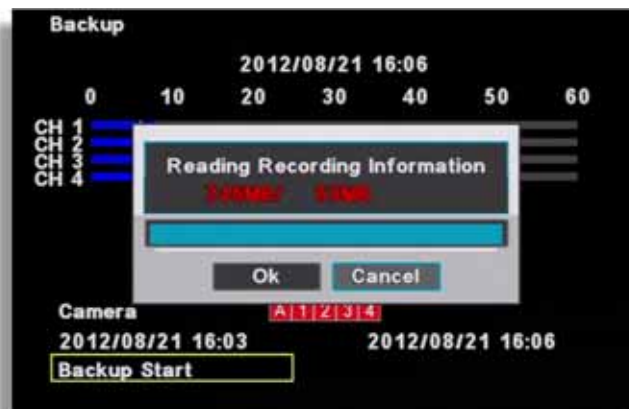 Backup
2012/08/21 16:06
0 10 20 30 40 50 60
CH 1
CH 2
CH 3
CH 4
Reading Recording Information
Ok Cancel
Camera A 1 2 3 4
2012/08/21 16:03 2012/08/21 16:06
Backup Start